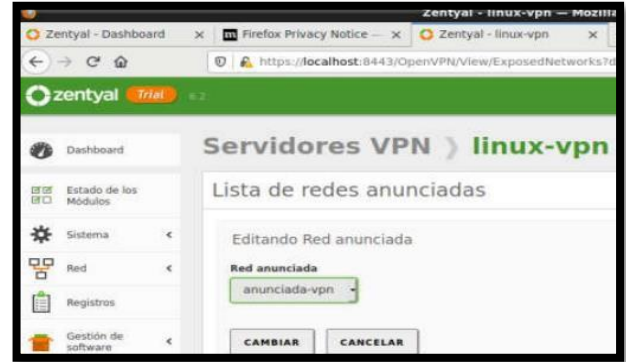 Zentyal - linux-vpn — Mozilla
Zentyal - Dashboard
Firefox Privacy Notice —
Zentyal - linux-vpn
https://localhost:8443/OpenVPN/View/ExposedNetworks?d
zentyal Trial 6.2
Dashboard
Servidores VPN linux-vpn
Estado de los
Módulos
Lista de redes anunciadas
Sistema
Editando Red anunciada
Red
Red anunciada
anunciada-vpn
Registros
Gestión de
software
CAMBIAR CANCELAR